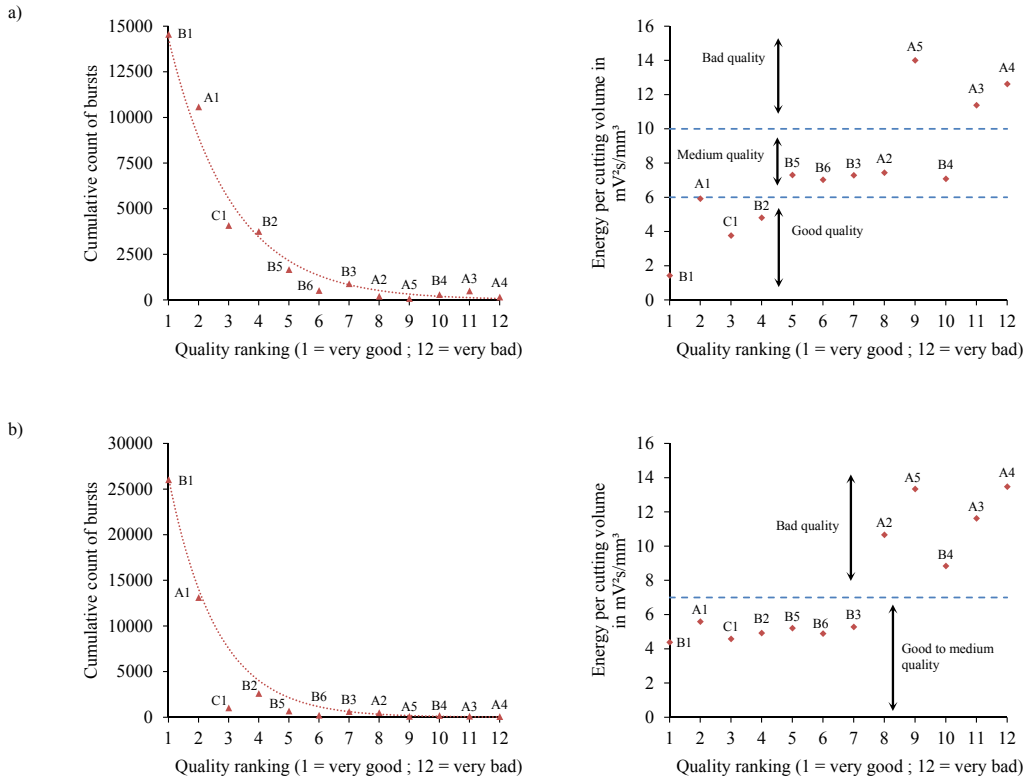 a)
15000
12500
10000
7500
5000
2500
0
Cumulative count of bursts
B1
A1
C1
B2
B5
B6
B3
A2
A5
B4
A3
A4
1 2 3 4 5 6 7 8 9 10 11 12
Quality ranking (1 = very good ; 12 = very bad)
16
14
12
10
8
6
4
2
0
Energy per cutting volume in
mV²s/mm³
Bad quality
Medium quality
Good quality
B1
A1
C1
B2
B5
B6
B3
A2
A5
B4
A3
A4
1 2 3 4 5 6 7 8 9 10 11 12
Quality ranking (1 = very good ; 12 = very bad)
b)
30000
25000
20000
15000
10000
5000
0
Cumulative count of bursts
B1
A1
C1
B2
B5
B6
B3
A2
A5
B4
A3
A4
1 2 3 4 5 6 7 8 9 10 11 12
Quality ranking (1 = very good ; 12 = very bad)
16
14
12
10
8
6
4
2
0
Energy per cutting volume
in mV²s/mm³
Bad quality
Good to medium
quality
B1
A1
C1
B2
B5
B6
B3
A2
A5
B4
A3
A4
1 2 3 4 5 6 7 8 9 10 11 12
Quality ranking (1 = very good ; 12 = very bad)